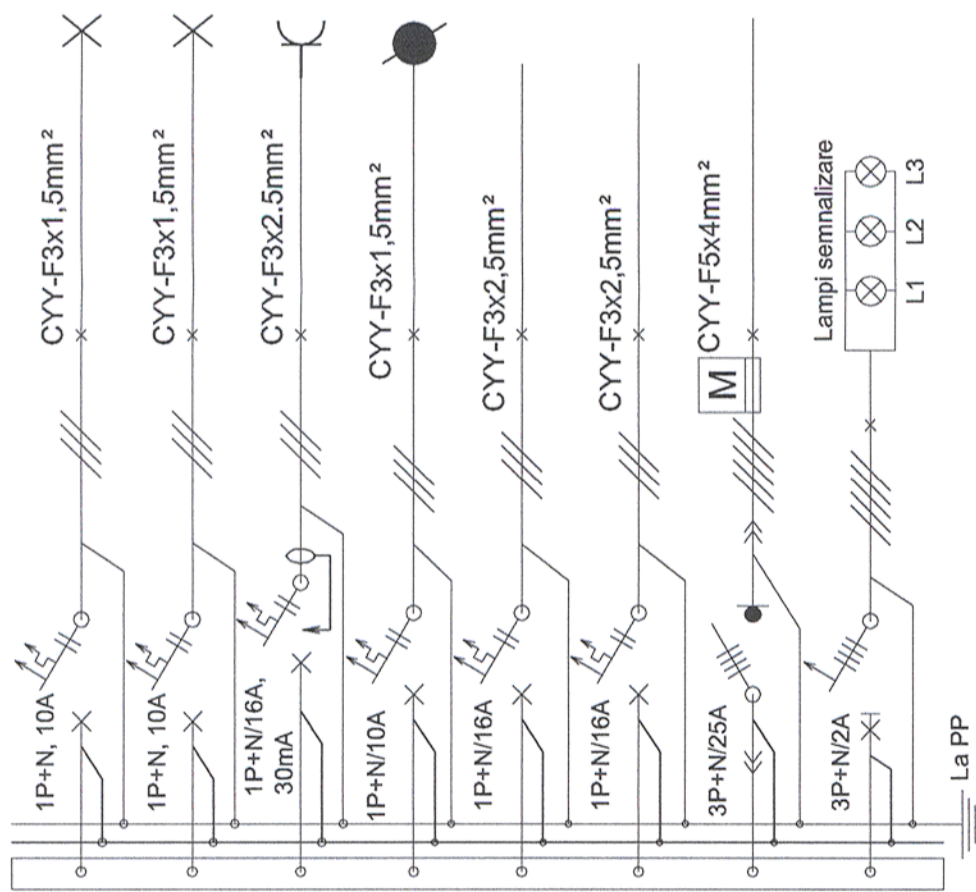 1P+N, 10A
CYY-F3x1,5mm²
1P+N, 10A
CYY-F3x1,5mm²
1P+N/16A,
30mA
CYY-F3x2.5mm²
1P+N/10A
CYY-F3x1,5mm²
1P+N/16A
CYY-F3x2,5mm²
1P+N/16A
CYY-F3x2,5mm²
3P+N/25A
M
CYY-F5x4mm²
3P+N/2A
Lampi semnalizare
L1
L2
L3
La PP